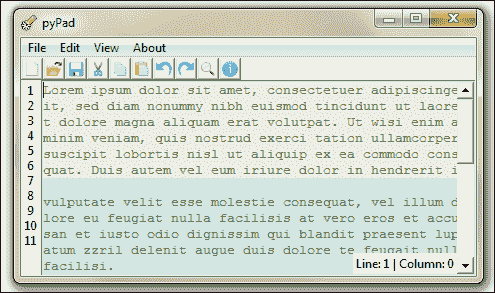 pyPad
File Edit View About
1 Lorem ipsum dolor sit amet, consectetuer adipiscinge
2 it, sed diam nonummy nibh euismod tincidunt ut laore
3 t dolore magna aliquam erat volutpat. Ut wisi enim a
4 minim veniam, quis nostrud exerci tation ullamcorper
5 suscipit lobortis nisl ut aliquip ex ea commodo cons
6 quat. Duis autem vel eum iriure dolor in hendrerit i
7
8 vulputate velit esse molestie consequat, vel illum d
9 lore eu feugiat nulla facilisis at vero eros et accu
10 san et iusto odio dignissim qui blandit praesent lup
11 atum zzril delenit augue duis dolore te feugait null
facilisi.
Line: 1 | Column: 0